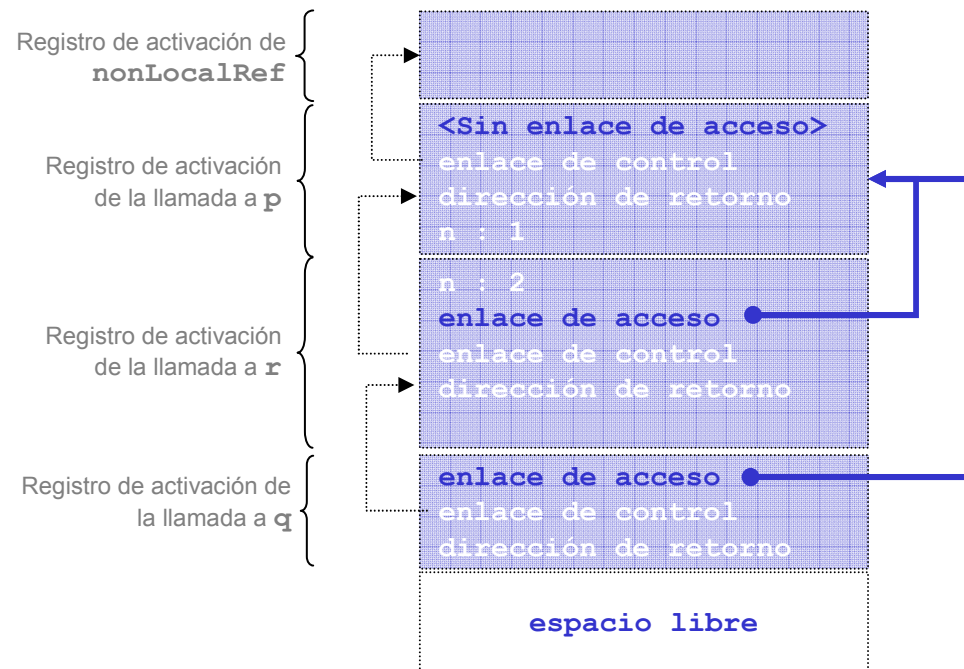 Registro de activación de
nonLocalRef
<Sin enlace de acceso>
enlace de control
dirección de retorno
n : 1
Registro de activación
de la llamada a p
n : 2
enlace de acceso
enlace de control
dirección de retorno
Registro de activación
de la llamada a r
enlace de acceso
enlace de control
dirección de retorno
Registro de activación de
la llamada a q
espacio libre